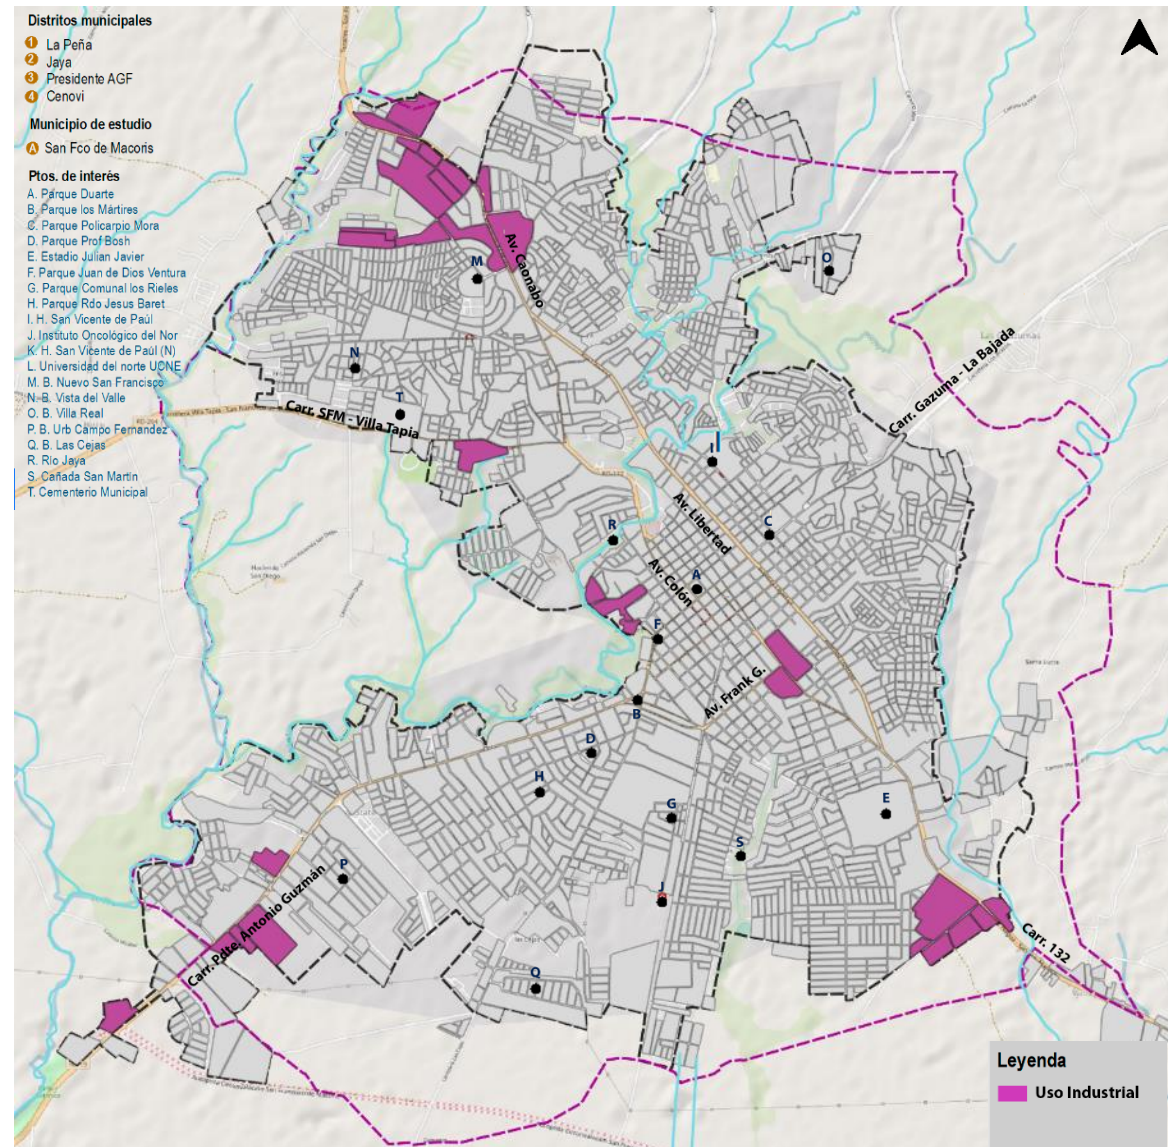 Distritos municipales
1 La Peña
2 Jaya
3 Presidente AGF
4 Cenovi
Municipio de estudio
A San Fco de Macoris
Ptos. de interés
A. Parque Duarte
B. Parque los Mártires
C. Parque Policarpio Mora
D. Parque Prof Bosh
E. Estadio Julian Javier
F. Parque Juan de Dios Ventura
G. Parque Comunal los Rieles
H. Parque Rdo Jesus Baret
I. H. San Vicente de Paúl
J. Instituto Oncológico del Nor
K. H. San Vicente de Paúl (N)
L. Universidad del norte UCNE
M. B. Nuevo San Francisco
N. B. Vista del Valle
O. B. Villa Real
P. B. Urb Campo Fernandez
Q. B. Las Cejas
R. Rio Jaya
S. Cañada San Martin
T. Cementerio Municipal
Av. Caonabo
M
O
N
T
Carr. SFM - Villa Tapia
Carr. Gazuma - La Bajada
I
R
Av. Libertad
C
Av. Colón
A
F
Av. Frank G.
B
D
H
G
E
S
P
J
Carr. Pdte. Antonio Guzmán
Q
Carr. 132
Leyenda
Uso Industrial